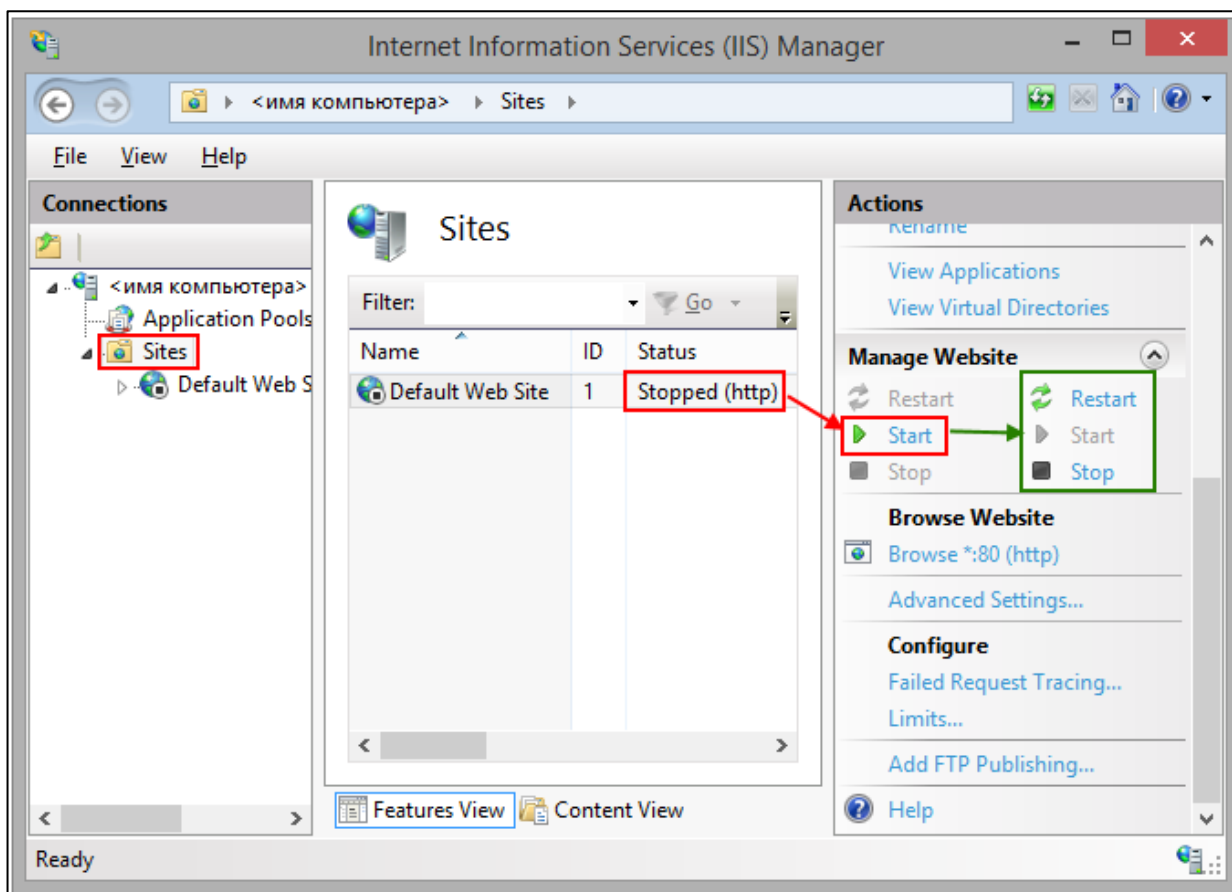 Internet Information Services (IIS) Manager
<имя компьютера> Sites
File View Help
Connections
<имя компьютера>
Application Pools
Sites
Default Web S
Sites
Filter: Go
Name ID Status
Default Web Site 1 Stopped (http)
Features View Content View
Actions
Rename
View Applications
View Virtual Directories
Manage Website
Restart Restart
Start Start
Stop Stop
Browse Website
Browse *:80 (http)
Advanced Settings...
Configure
Failed Request Tracing...
Limits...
Add FTP Publishing...
Help
Ready